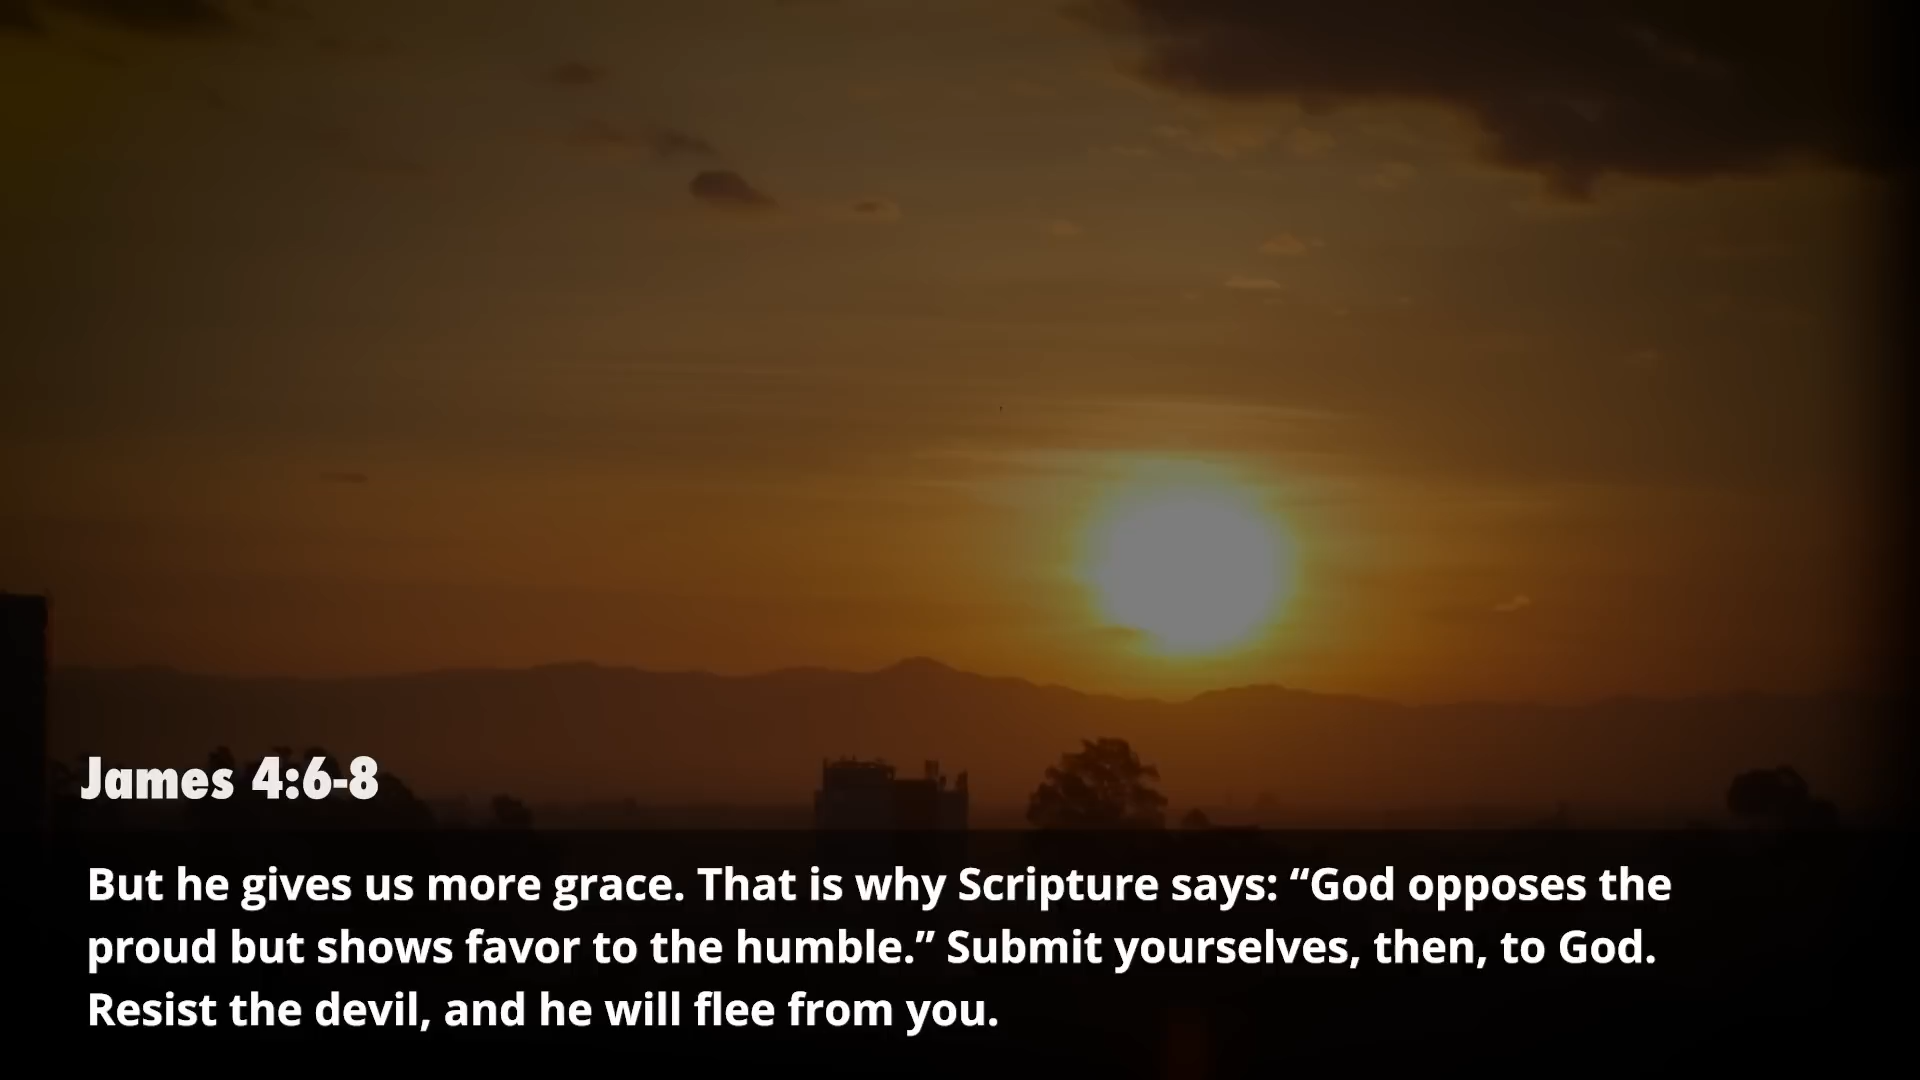 James 4:6-8
But he gives us more grace. That is why Scripture says: “God opposes the
proud but shows favor to the humble.” Submit yourselves, then, to God.
Resist the devil, and he will flee from you.